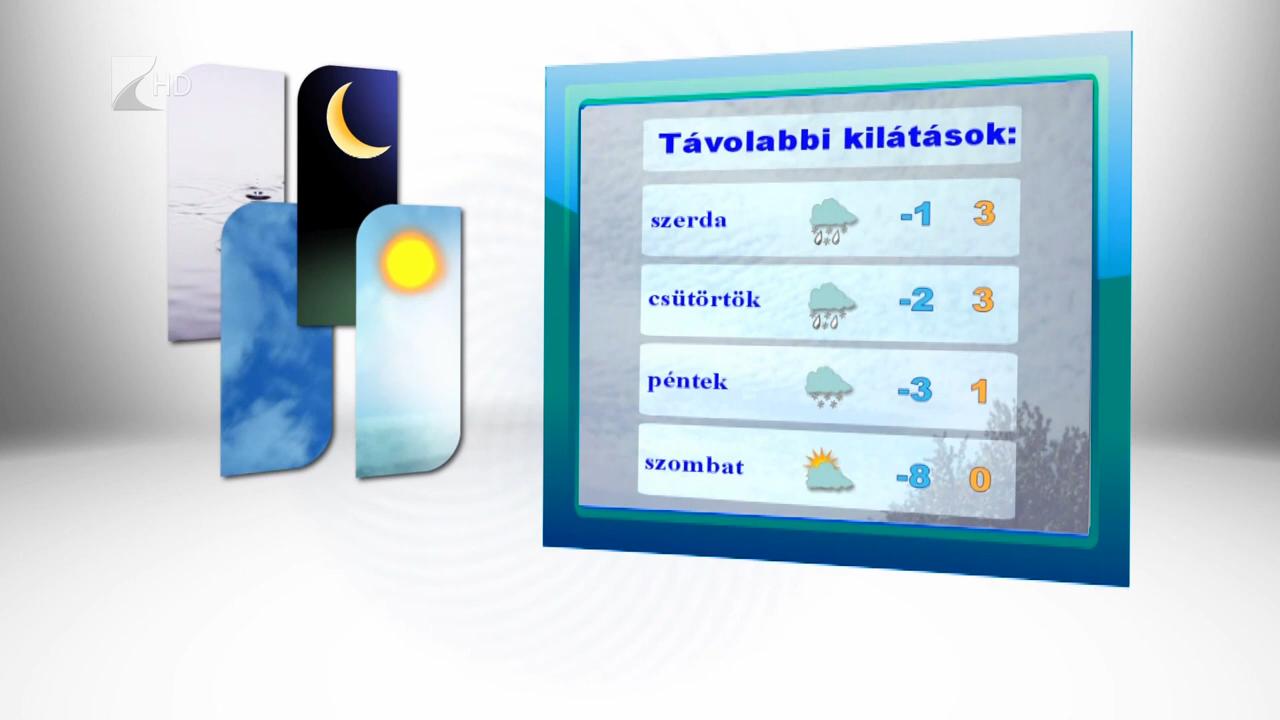 HD
Távolabbi kilátások:
szerda -1 3
csütörtök -2 3
péntek -3 1
szombat -8 0